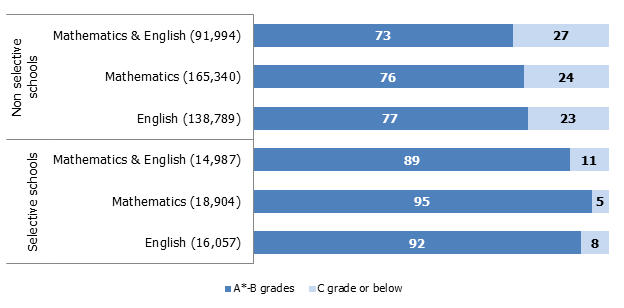 Non selective
schools
Mathematics & English (91,994) 73 27
Mathematics (165,340) 76 24
English (138,789) 77 23
Selective schools
Mathematics & English (14,987) 89 11
Mathematics (18,904) 95 5
English (16,057) 92 8
A*-B grades C grade or below